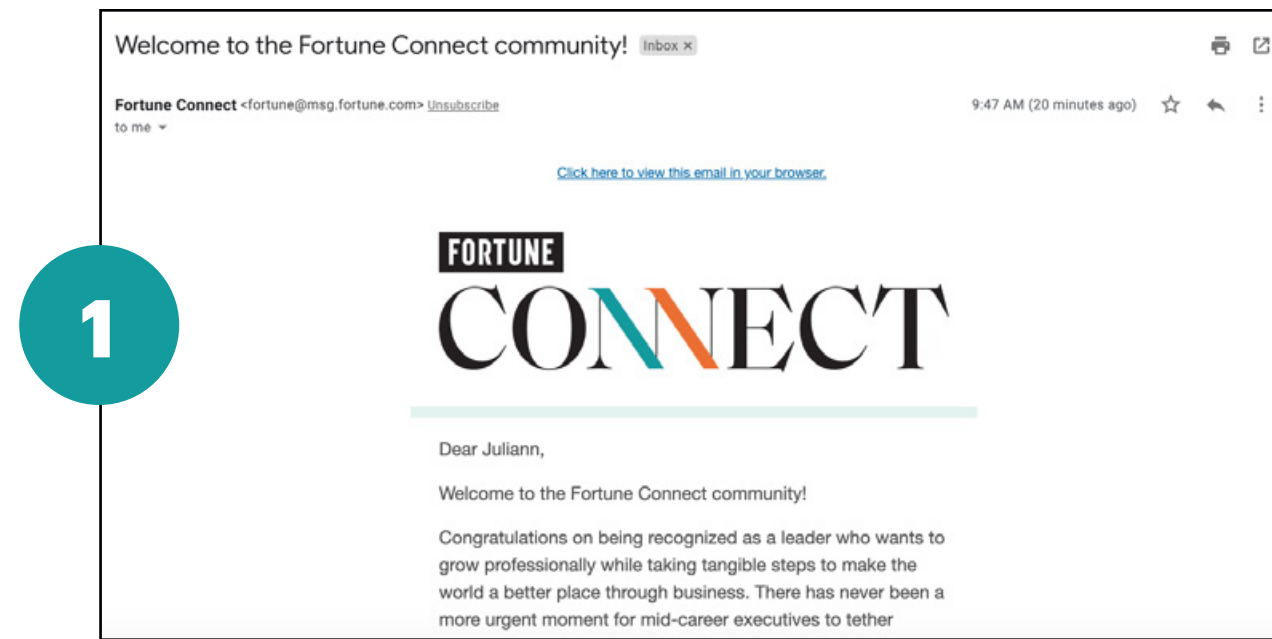 Welcome to the Fortune Connect community! Inbox ×
Fortune Connect <fortune@msg.fortune.com> Unsubscribe 9:47 AM (20 minutes ago)
to me
Click here to view this email in your browser.
FORTUNE
CONNECT
1
Dear Juliann,
Welcome to the Fortune Connect community!
Congratulations on being recognized as a leader who wants to
grow professionally while taking tangible steps to make the
world a better place through business. There has never been a
more urgent moment for mid-career executives to tether